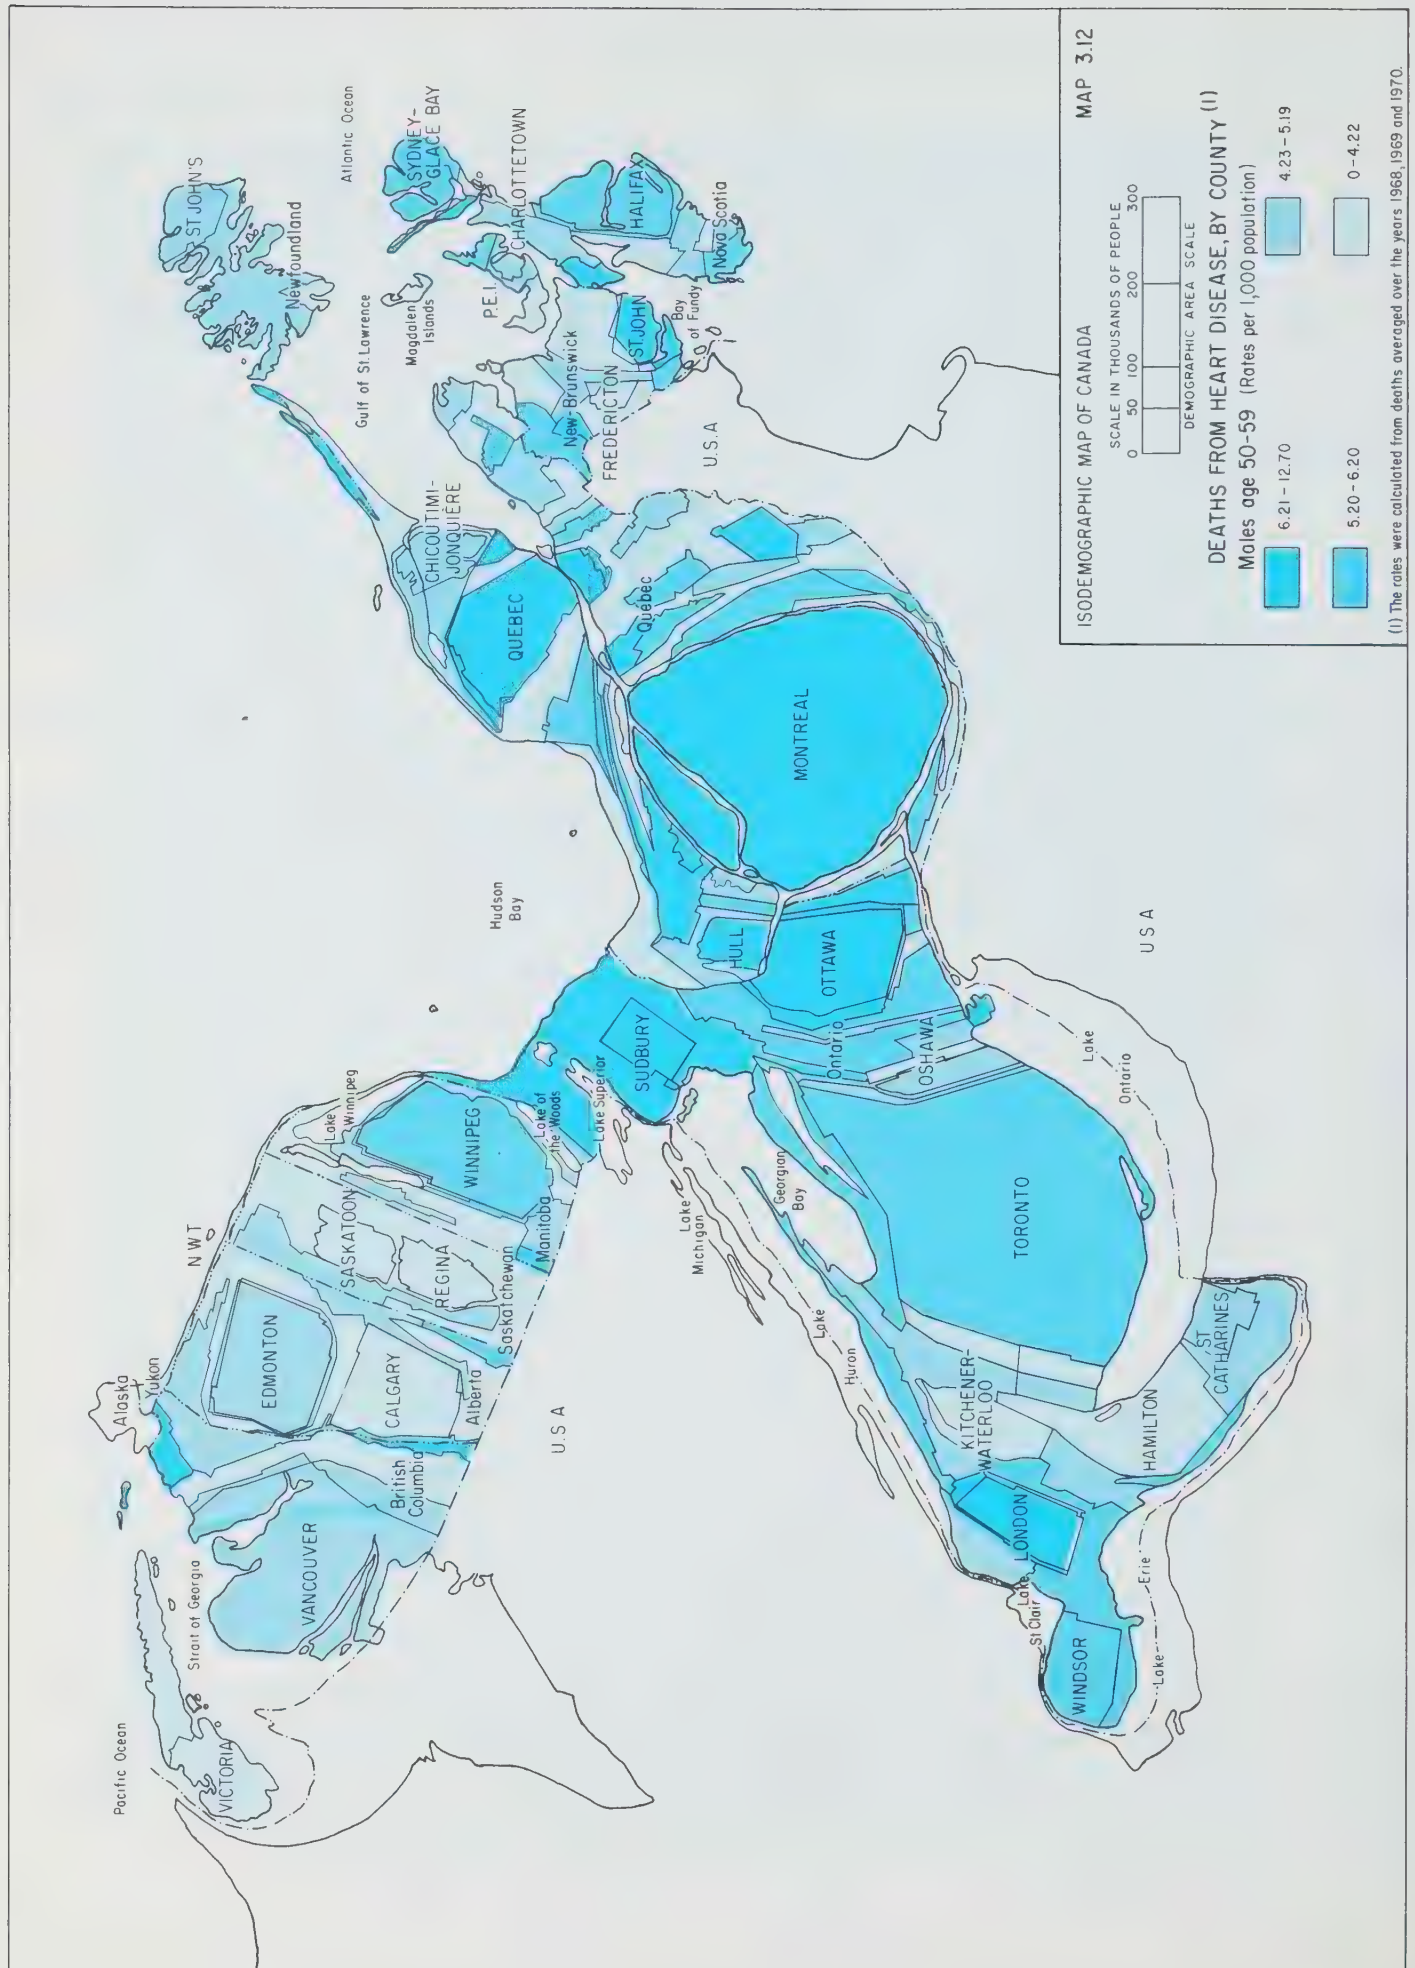 ISODEMOGRAPHIC MAP OF CANADA
MAP 3.12
SCALE IN THOUSANDS OF PEOPLE
0 50 100 200 300
DEMOGRAPHIC AREA SCALE
DEATHS FROM HEART DISEASE, BY COUNTY (1)
Males age 50-59 (Rates per 1,000 population)
6.21-12.70
4.23-5.19
5.20-6.20
0-4.22
(1) The rates were calculated from deaths averaged over the years 1968, 1969 and 1970.
Pacific Ocean
VICTORIA
Strait of Georgia
VANCOUVER
British
Columbia
Alaska
Yukon
NWT
EDMONTON
CALGARY
Alberta
SASKATOON
REGINA
Saskatchewan
USA
Lake
Winnipeg
WINNIPEG
Manitoba
Lake of
the Woods
Lake Superior
SUDBURY
Hudson
Bay
Lake
Michigan
Georgian
Bay
Lake
Huron
Ontario
OSHAWA
OTTAWA
HULL
TORONTO
Lake
Ontario
USA
KITCHENER-
WATERLOO
HAMILTON
ST
CATHARINES
LONDON
Lake
St Clair
WINDSOR
Lake
Erie
MONTREAL
Quebec
QUEBEC
CHICOUTIMI-
JONQUIÈRE
Gulf of St. Lawrence
Magdalen
Islands
New-Brunswick
FREDERICTON
U.S.A
ST.JOHN
Bay
of Fundy
P.E.I.
CHARLOTTETOWN
Nova Scotia
HALIFAX
SYDNEY-
GLACE BAY
Atlantic Ocean
ST JOHN'S
Newfoundland